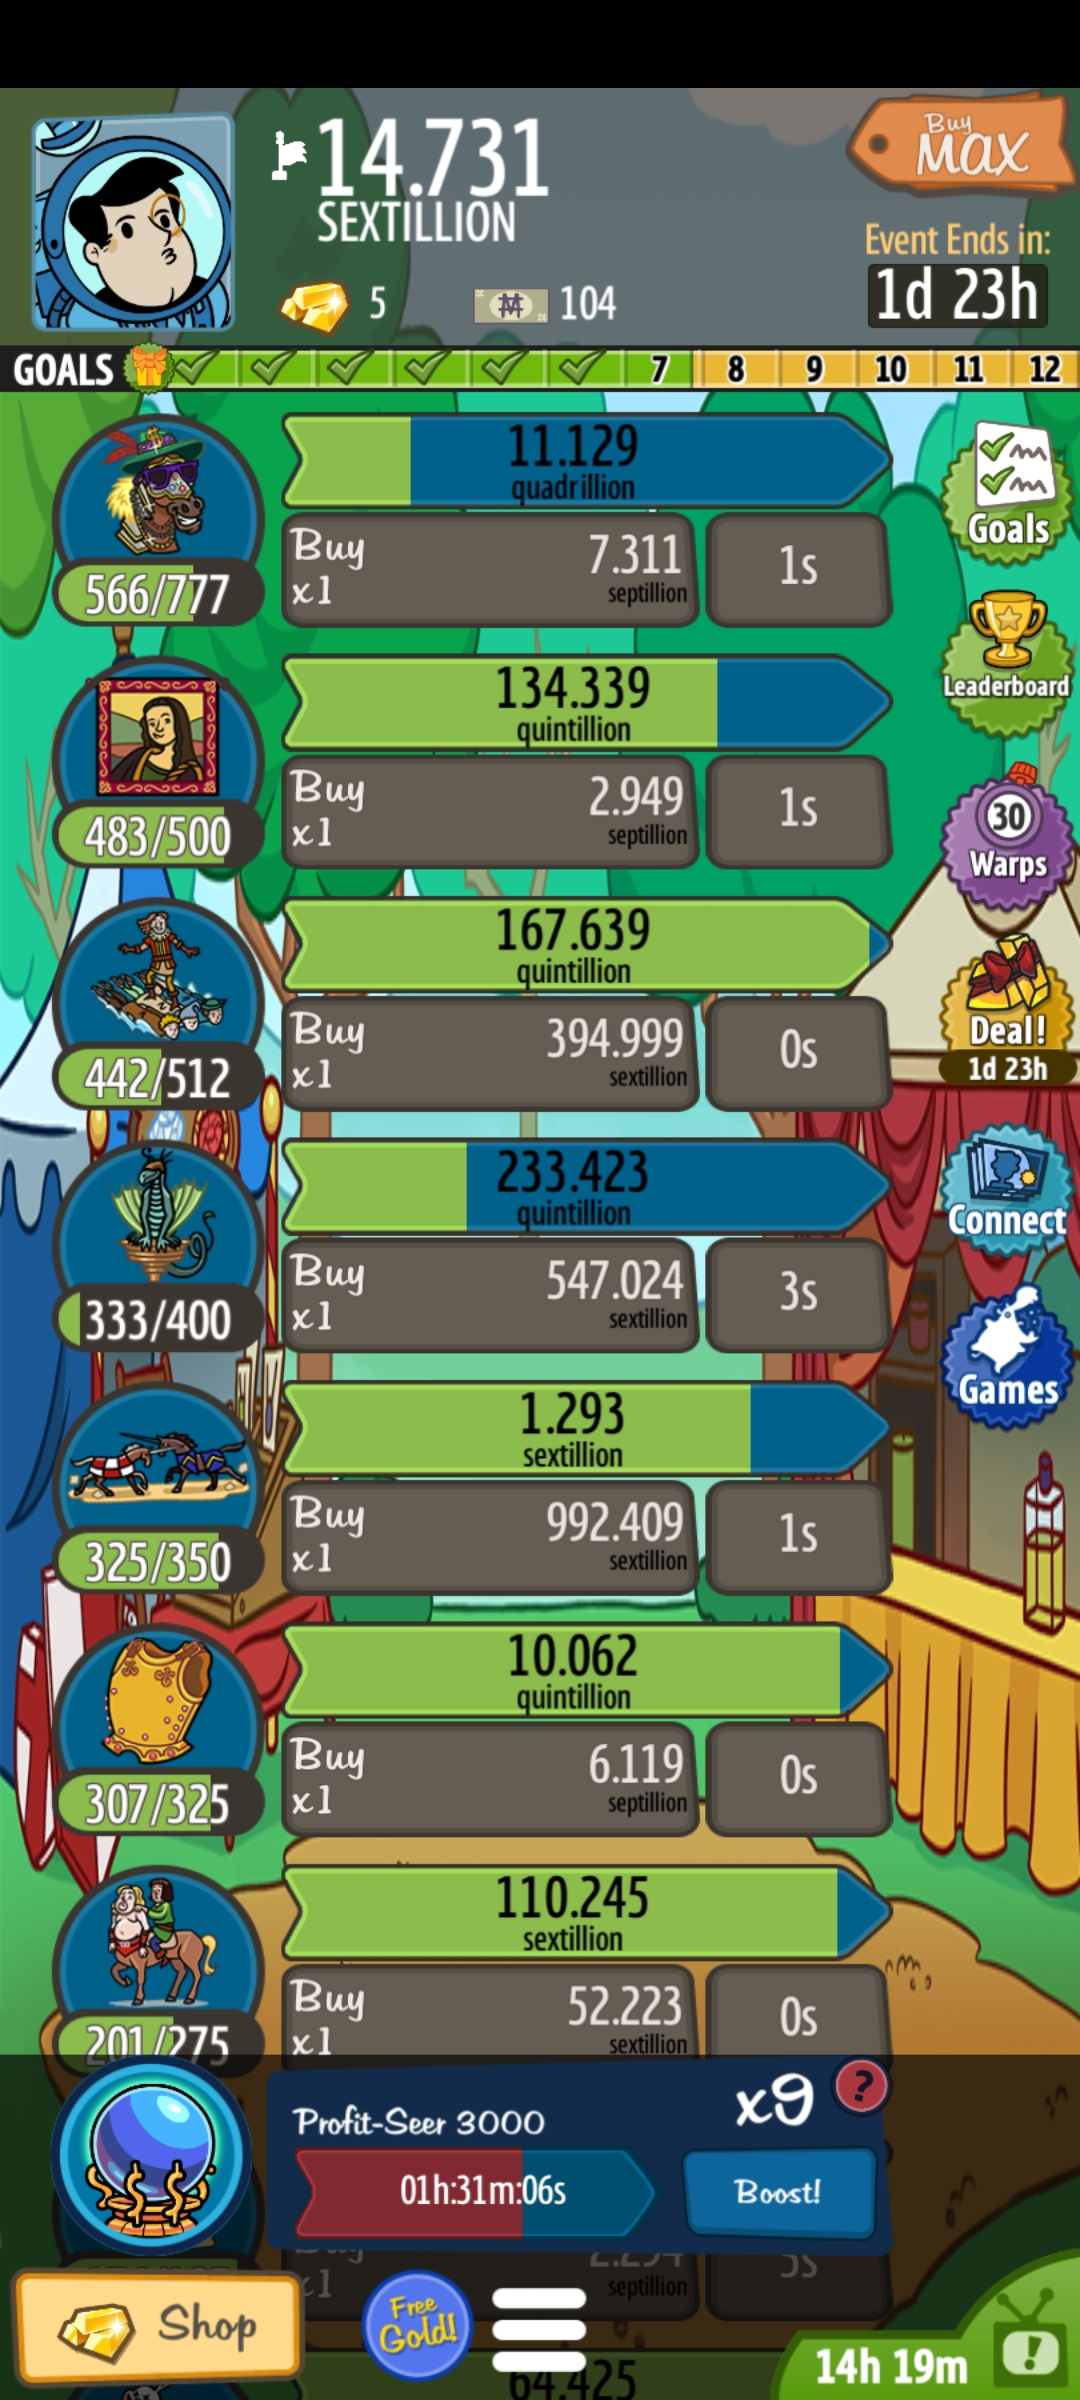 14.731
SEXTILLION
5
104
Buy
MAX
Event Ends in:
1d 23h
GOALS 7 8 9 10 11 12
11.129
quadrillion
566/777
Buy
x1
7.311
septillion
1s
Goals
134.339
quintillion
483/500
Buy
x1
2.949
septillion
1s
Leaderboard
30
Warps
167.639
quintillion
442/512
Buy
x1
394.999
sextillion
0s
Deal!
1d 23h
233.423
quintillion
333/400
Buy
x1
547.024
sextillion
3s
Connect
Games
1.293
sextillion
325/350
Buy
x1
992.409
sextillion
1s
10.062
quintillion
307/325
Buy
x1
6.119
septillion
0s
110.245
sextillion
201/275
Buy
x1
52.223
sextillion
0s
Profit-Seer 3000
x9
?
01h:31m:06s
Boost!
septillion
Shop
Free
Gold!
64.425
14h 19m
!